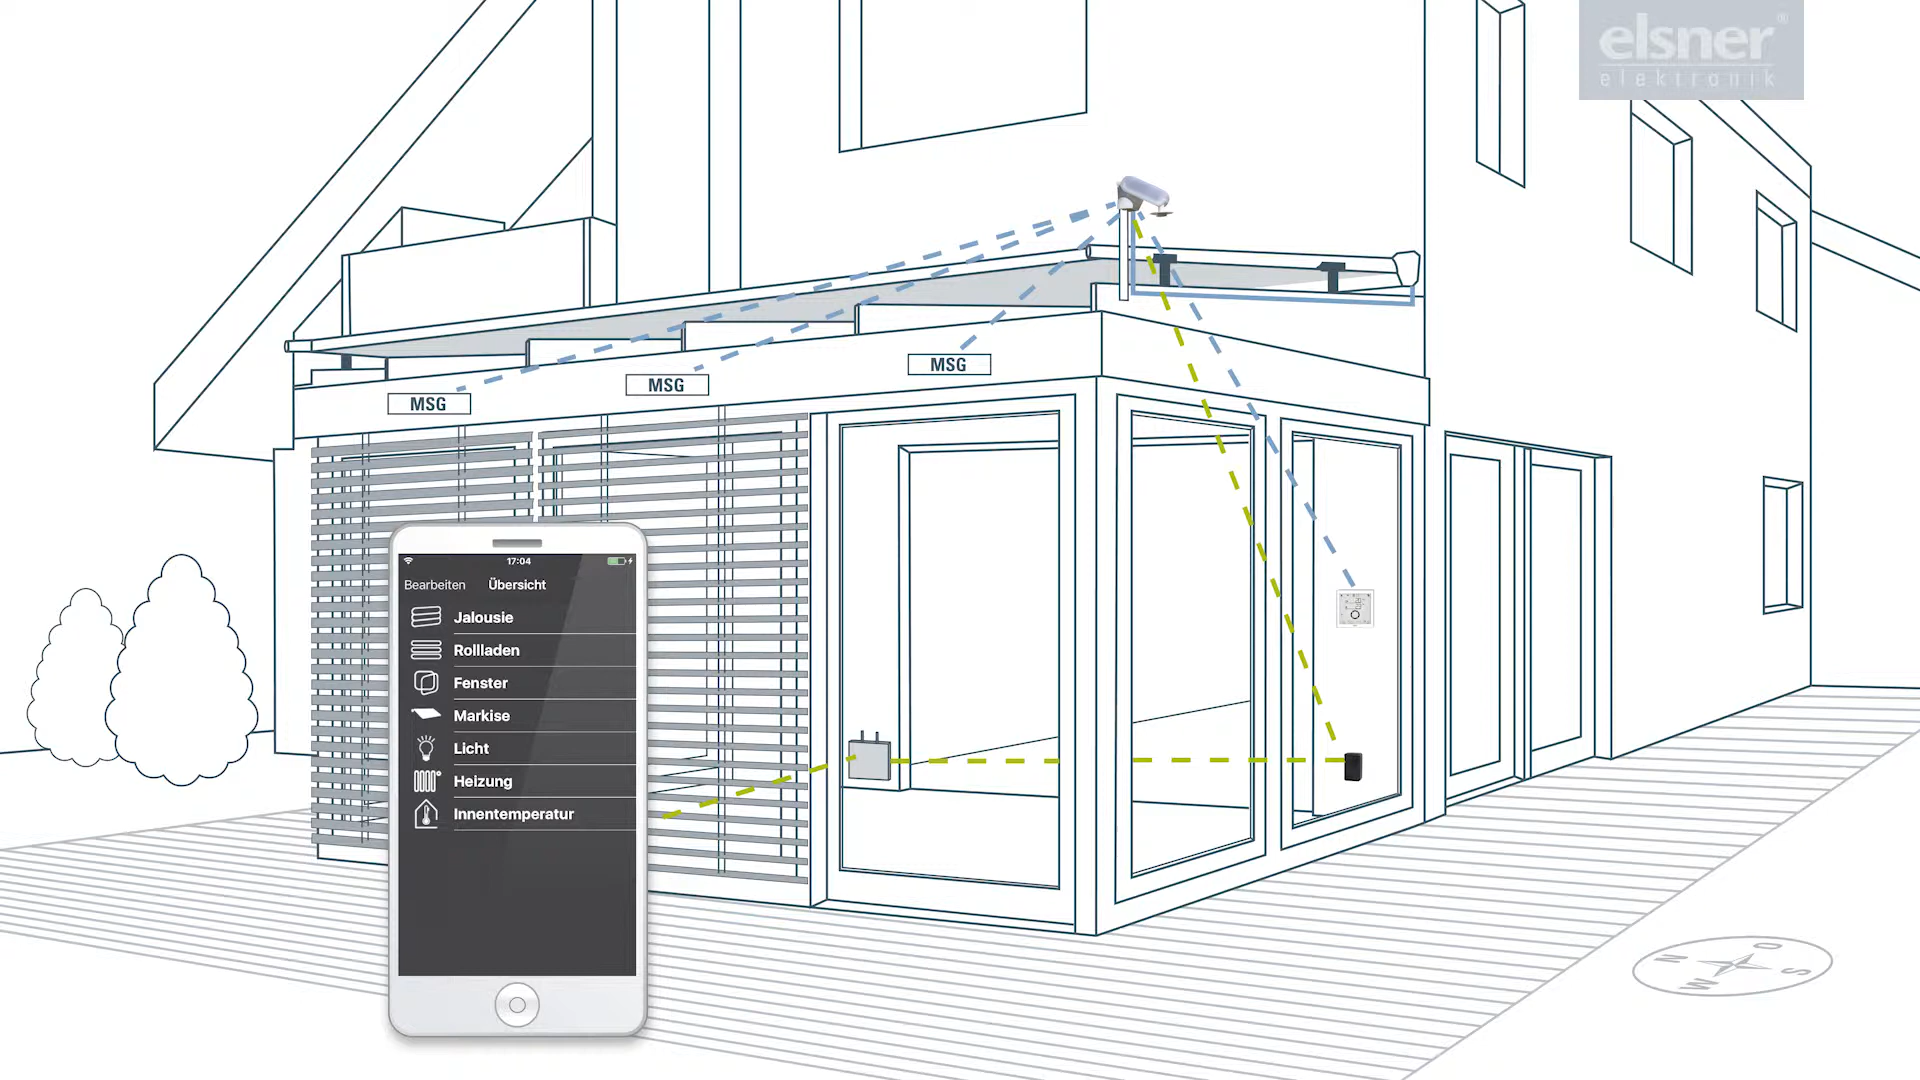 elsner®
elektronik
MSG
MSG
MSG
17:04
Bearbeiten Übersicht
Jalousie
Rollladen
Fenster
Markise
Licht
Heizung
Innentemperatur
N
O
S
W